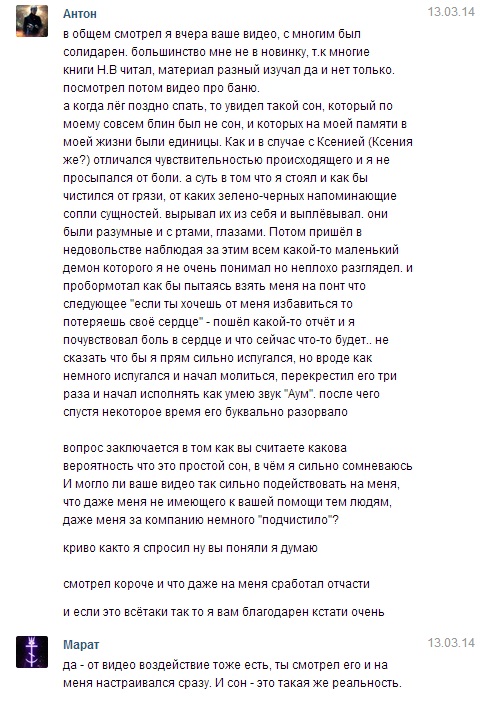 Антон
13.03.14
в общем смотрел я вчера ваше видео, с многим был
солидарен. большинство мне не в новинку, т.к многие
книги Н.В читал, материал разный изучал да и нет только.
посмотрел потом видео про баню.
а когда лёг поздно спать, то увидел такой сон, который по
моему совсем блин был не сон, и которых на моей памяти в
моей жизни были единицы. Как и в случае с Ксенией (Ксения
же?) отличался чувствительностью происходящего и я не
просыпался от боли. а суть в том что я стоял и как бы
чистился от грязи, от каких зелено-черных напоминающие
сопли сущностей. вырывал их из себя и выплёвывал. они
были разумные и с ртами, глазами. Потом пришёл в
недовольстве наблюдая за этим всем какой-то маленький
демон которого я не очень понимал но неплохо разглядел. и
пробормотал как бы пытаясь взять меня на понт что
следующее "если ты хочешь от меня избавиться то
потеряешь своё сердце" - пошёл какой-то отчёт и я
почувствовал боль в сердце и что сейчас что-то будет.. не
сказать что бы я прям сильно испугался, но вроде как
немного испугался и начал молиться, перекрестил его три
раза и начал исполнять как умею звук "Аум". после чего
спустя некоторое время его буквально разорвало
вопрос заключается в том как вы считаете какова
вероятность что это простой сон, в чём я сильно сомневаюсь
И могло ли ваше видео так сильно подействовать на меня,
что даже меня не имеющего к вашей помощи тем людям,
даже меня за компанию немного "подчистило"?
криво както я спросил ну вы поняли я думаю
смотрел короче и что даже на меня сработал отчасти
и если это всётаки так то я вам благодарен кстати очень
Марат
13.03.14
да - от видео воздействие тоже есть, ты смотрел его и на
меня настраивался сразу. И сон - это такая же реальность.